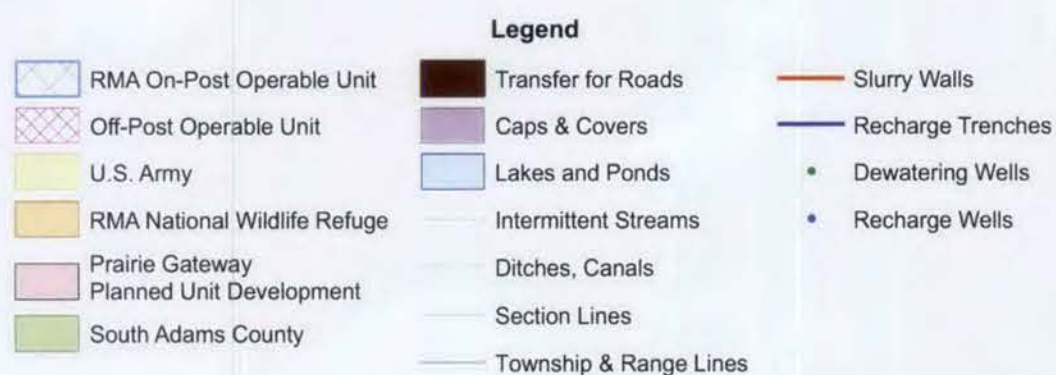 Legend
RMA On-Post Operable Unit
Off-Post Operable Unit
U.S. Army
RMA National Wildlife Refuge
Prairie Gateway
Planned Unit Development
South Adams County
Transfer for Roads
Caps & Covers
Lakes and Ponds
Intermittent Streams
Ditches, Canals
Section Lines
Township & Range Lines
Slurry Walls
Recharge Trenches
Dewatering Wells
Recharge Wells